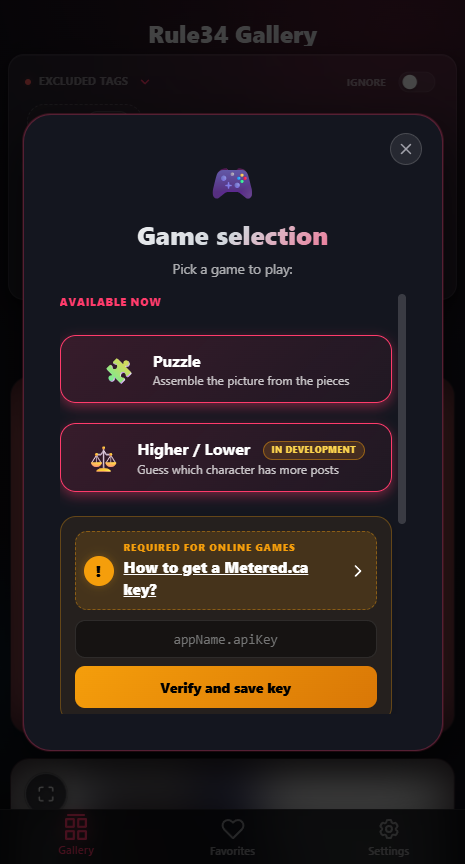 Rule34 Gallery
EXCLUDED TAGS
IGNORE
Game selection
Pick a game to play:
AVAILABLE NOW
Puzzle
Assemble the picture from the pieces
Higher / Lower
IN DEVELOPMENT
Guess which character has more posts
REQUIRED FOR ONLINE GAMES
!
How to get a Metered.ca
key?
appName.apiKey
Verify and save key
Gallery
Favorites
Settings